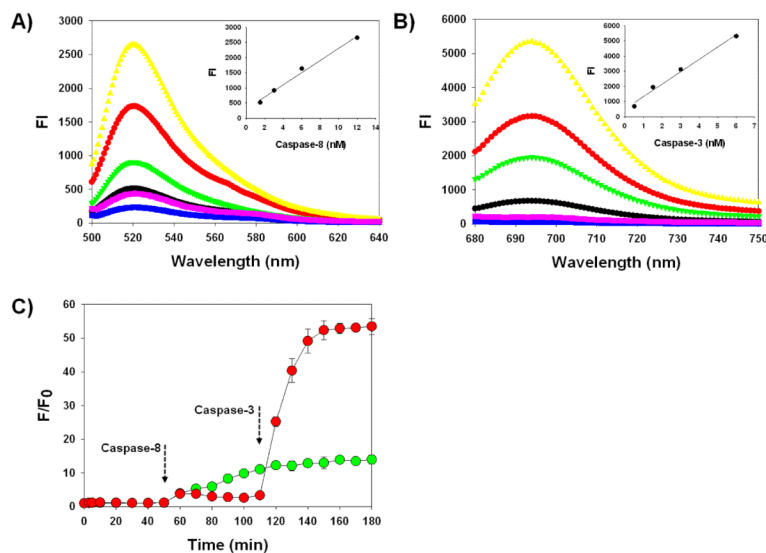 A)
3000
2500
2000
1500
1000
500
0
FI
500 520 540 560 580 600 620 640
Wavelength (nm)
3000
2500
2000
1500
1000
500
0
FI
0 2 4 6 8 10 12 14
Caspase-8 (nM)
B)
6000
5000
4000
3000
2000
1000
0
FI
680 690 700 710 720 730 740 750
Wavelength (nm)
6000
5000
4000
3000
2000
1000
0
FI
0 1 2 3 4 5 6 7
Caspase-3 (nM)
C)
60
50
40
30
20
10
0
F/F0
Caspase-8
Caspase-3
0 20 40 60 80 100 120 140 160 180
Time (min)